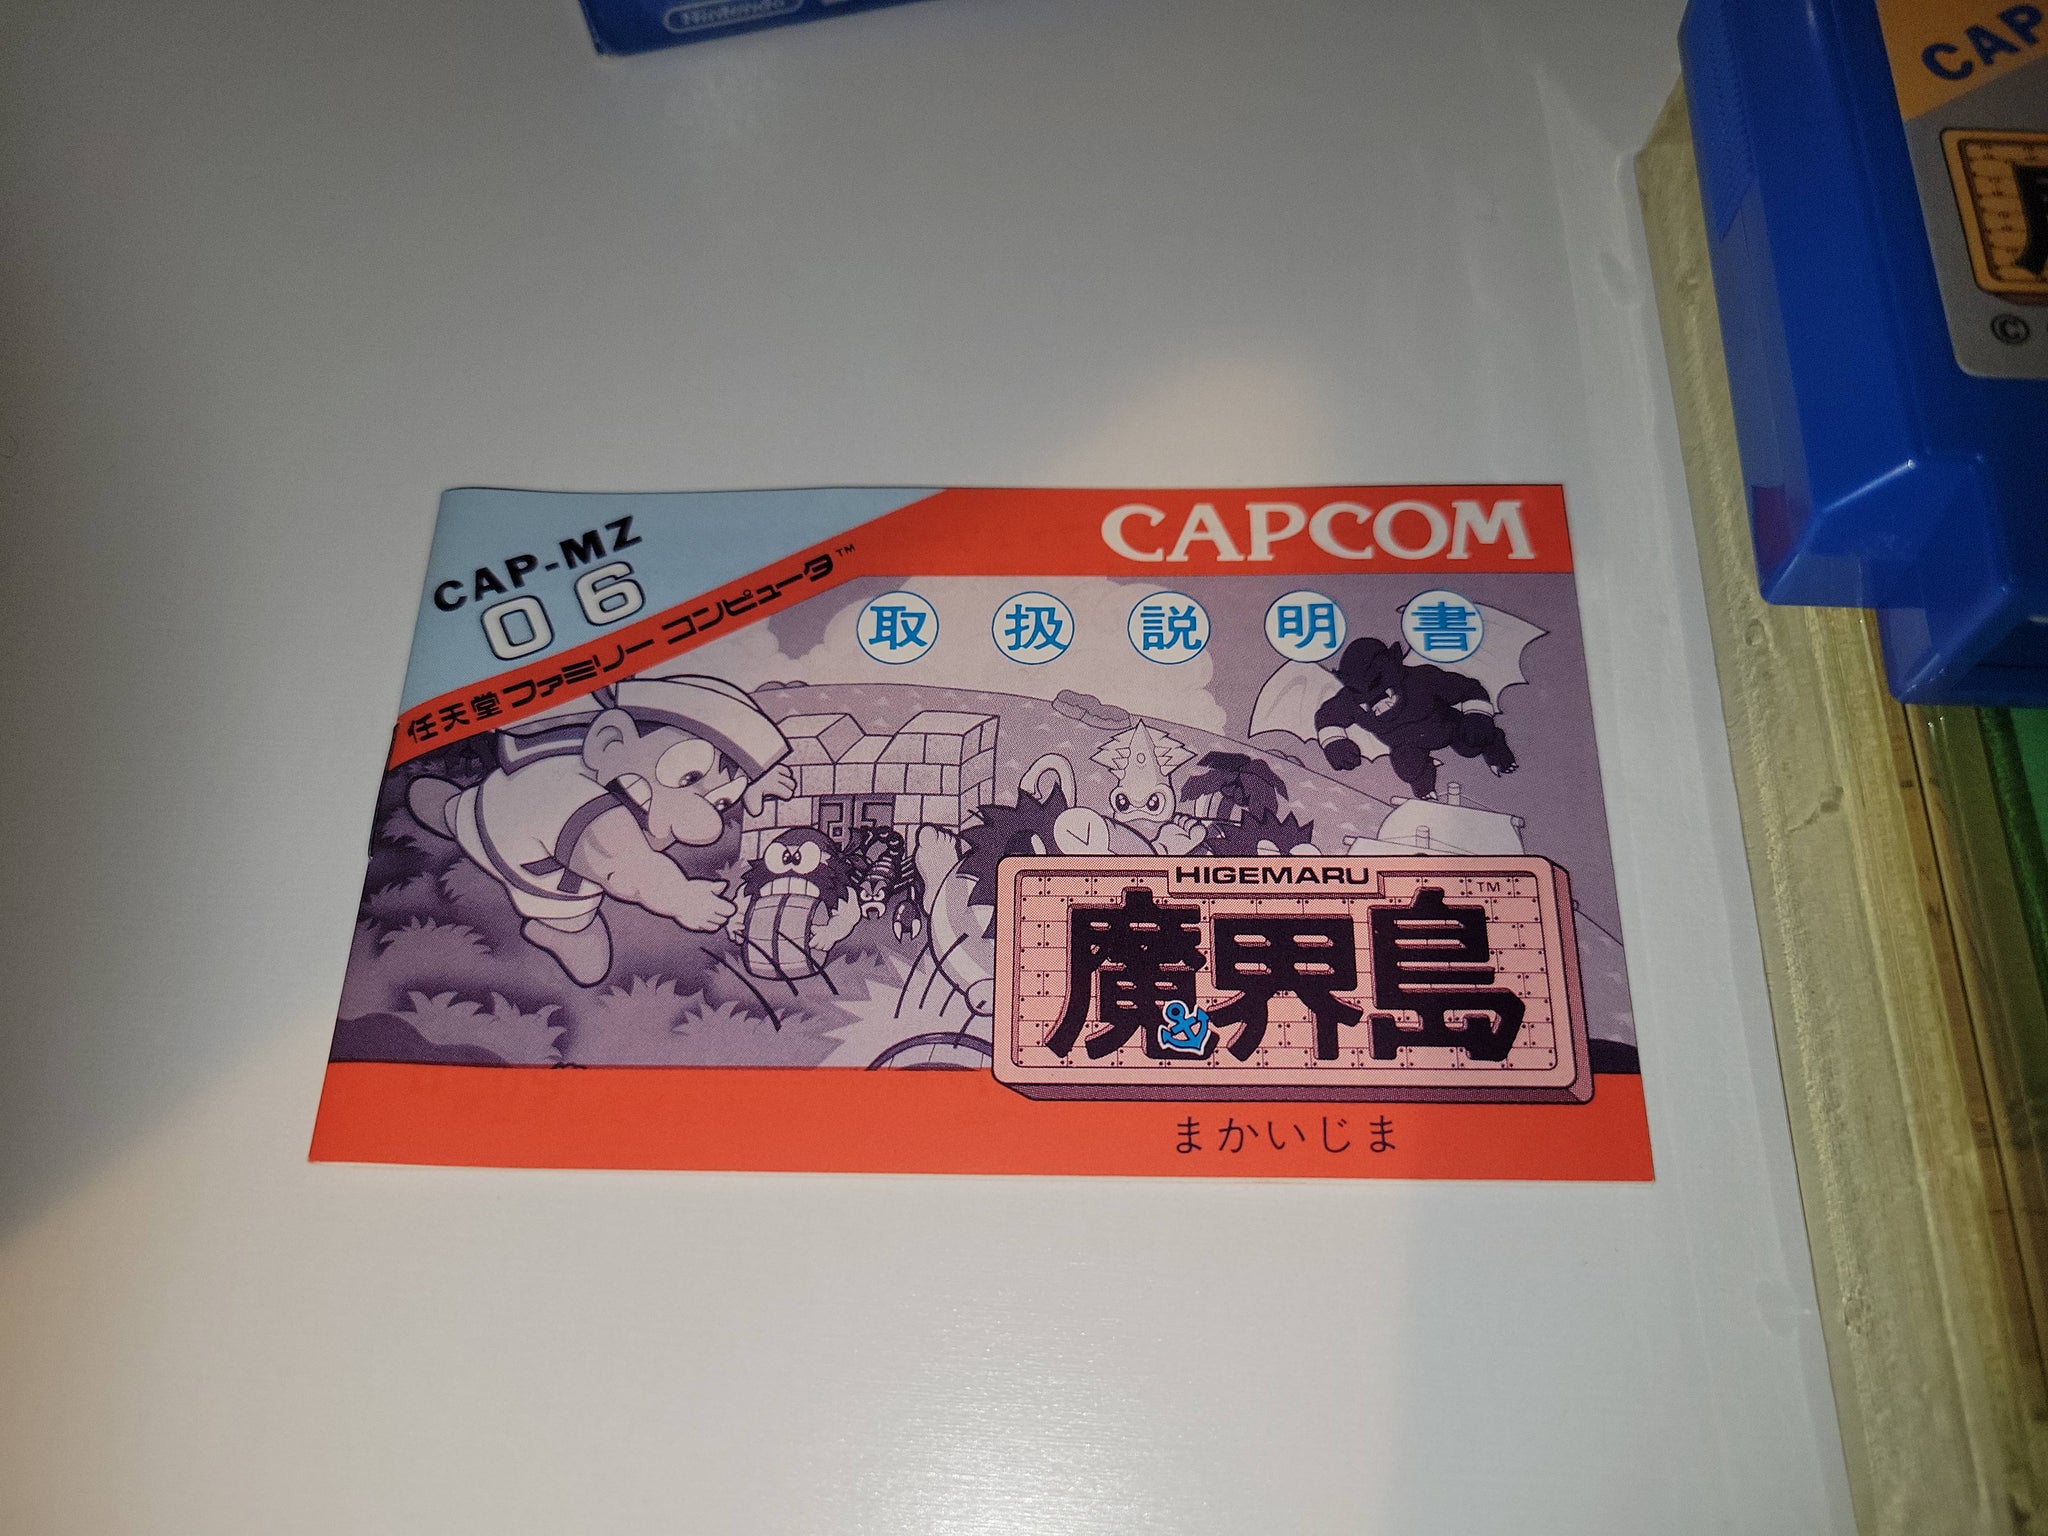 Nintendo
CAP
©
CAP-MZ
06
任天堂 ファミリー コンピュータ™
CAPCOM
取扱説明書
HIGEMARU
™
魔界島
まかいじま